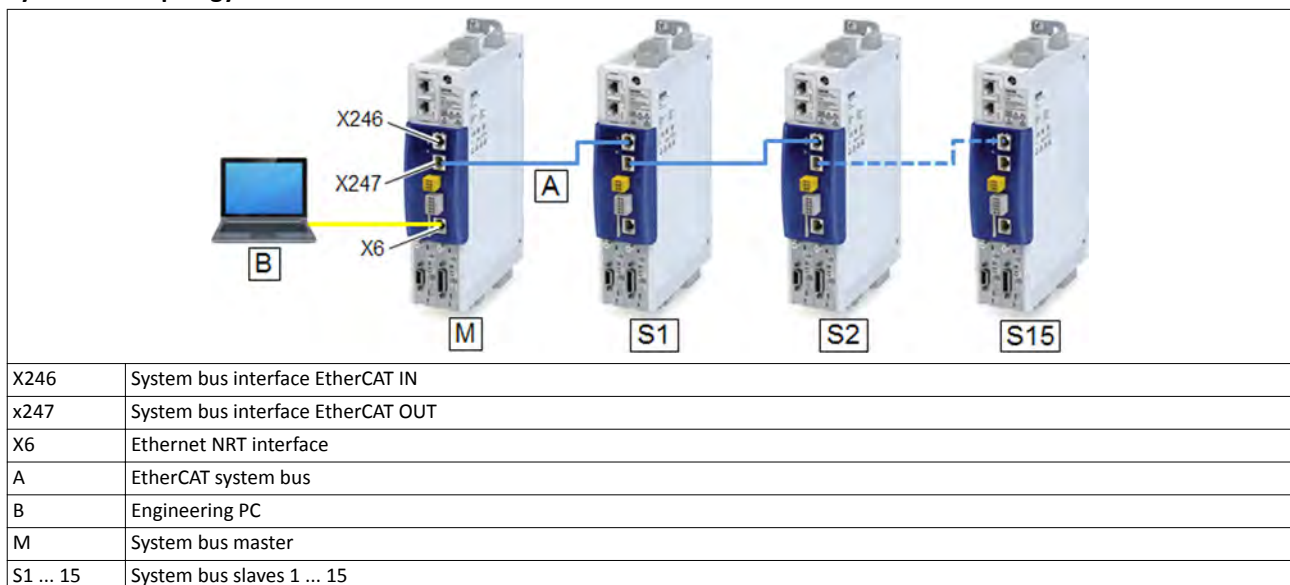 X246
X247
A
B
X6
M
S1
S2
S15
X246 System bus interface EtherCAT IN
x247 System bus interface EtherCAT OUT
X6 Ethernet NRT interface
A EtherCAT system bus
B Engineering PC
M System bus master
S1 ... 15 System bus slaves 1 ... 15